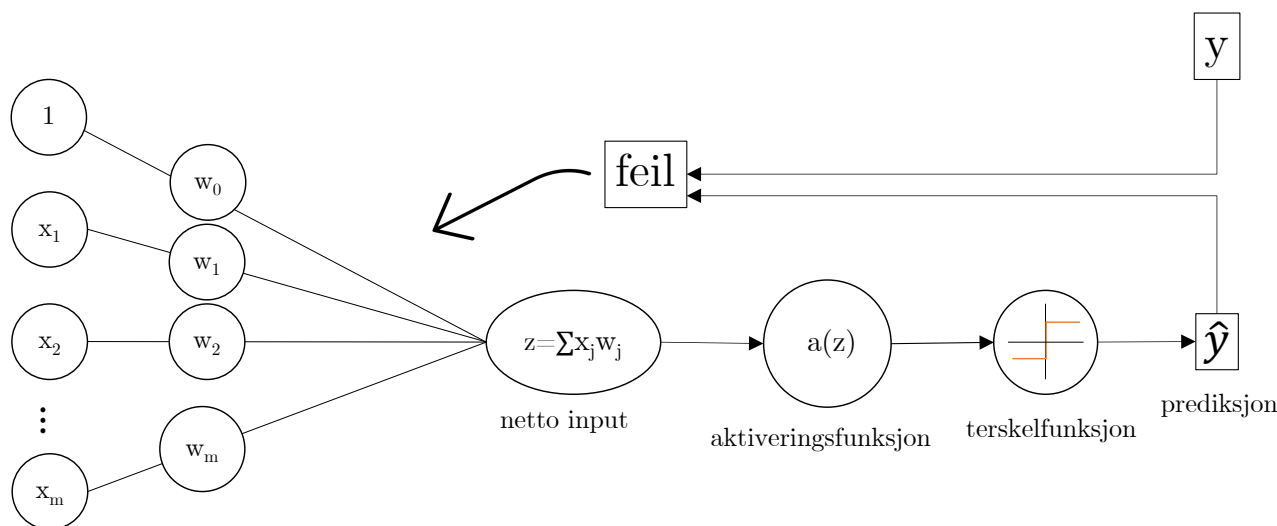 y
1
feil
w₀
x₁
w₁
x₂
w₂
z=∑xⱼwⱼ
a(z)
ŷ
netto input
aktiveringsfunksjon
terskelfunksjon
prediksjon
⋮
wₘ
xₘ